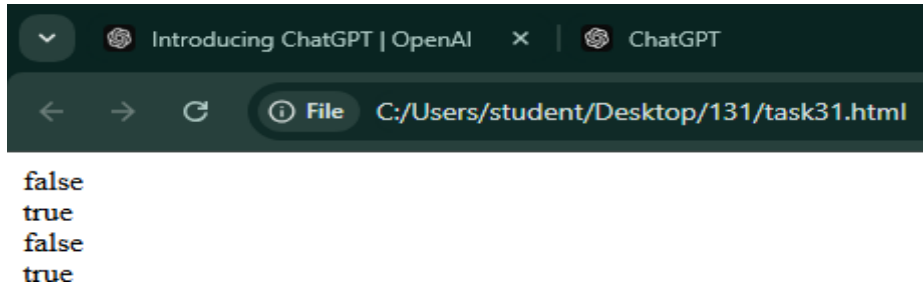 Introducing ChatGPT | OpenAI ChatGPT
File C:/Users/student/Desktop/131/task31.html
false
true
false
true